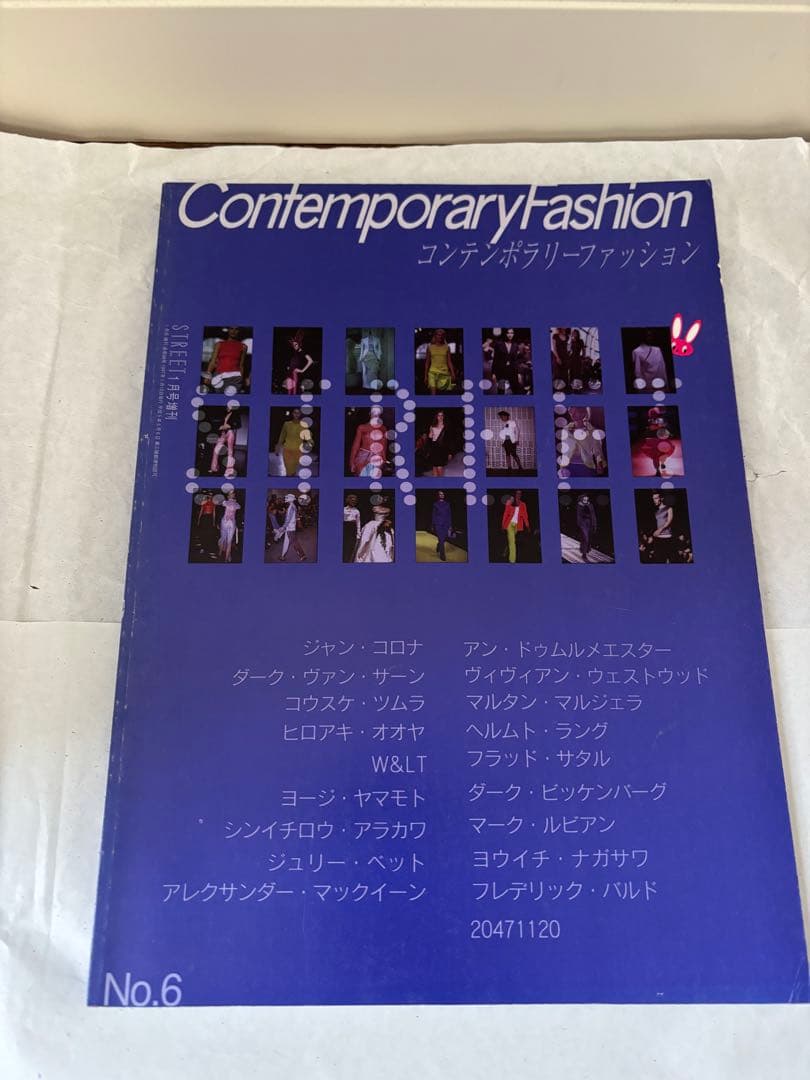 ContemporaryFashion
コンテンポラリーファッション
STREET1月号増刊
STREET
ジャン・コロナ
ダーク・ヴァン・サーン
コウスケ・ツムラ
ヒロアキ・オオヤ
W&LT
ヨージ・ヤマモト
シンイチロウ・アラカワ
ジュリー・ベット
アレクサンダー・マックイーン
アン・ドゥムルメエスター
ヴィヴィアン・ウェストウッド
マルタン・マルジェラ
ヘルムト・ラング
フラッド・サタル
ダーク・ビッケンバーグ
マーク・ルビアン
ヨウイチ・ナガサワ
フレデリック・バルド
20471120
No.6